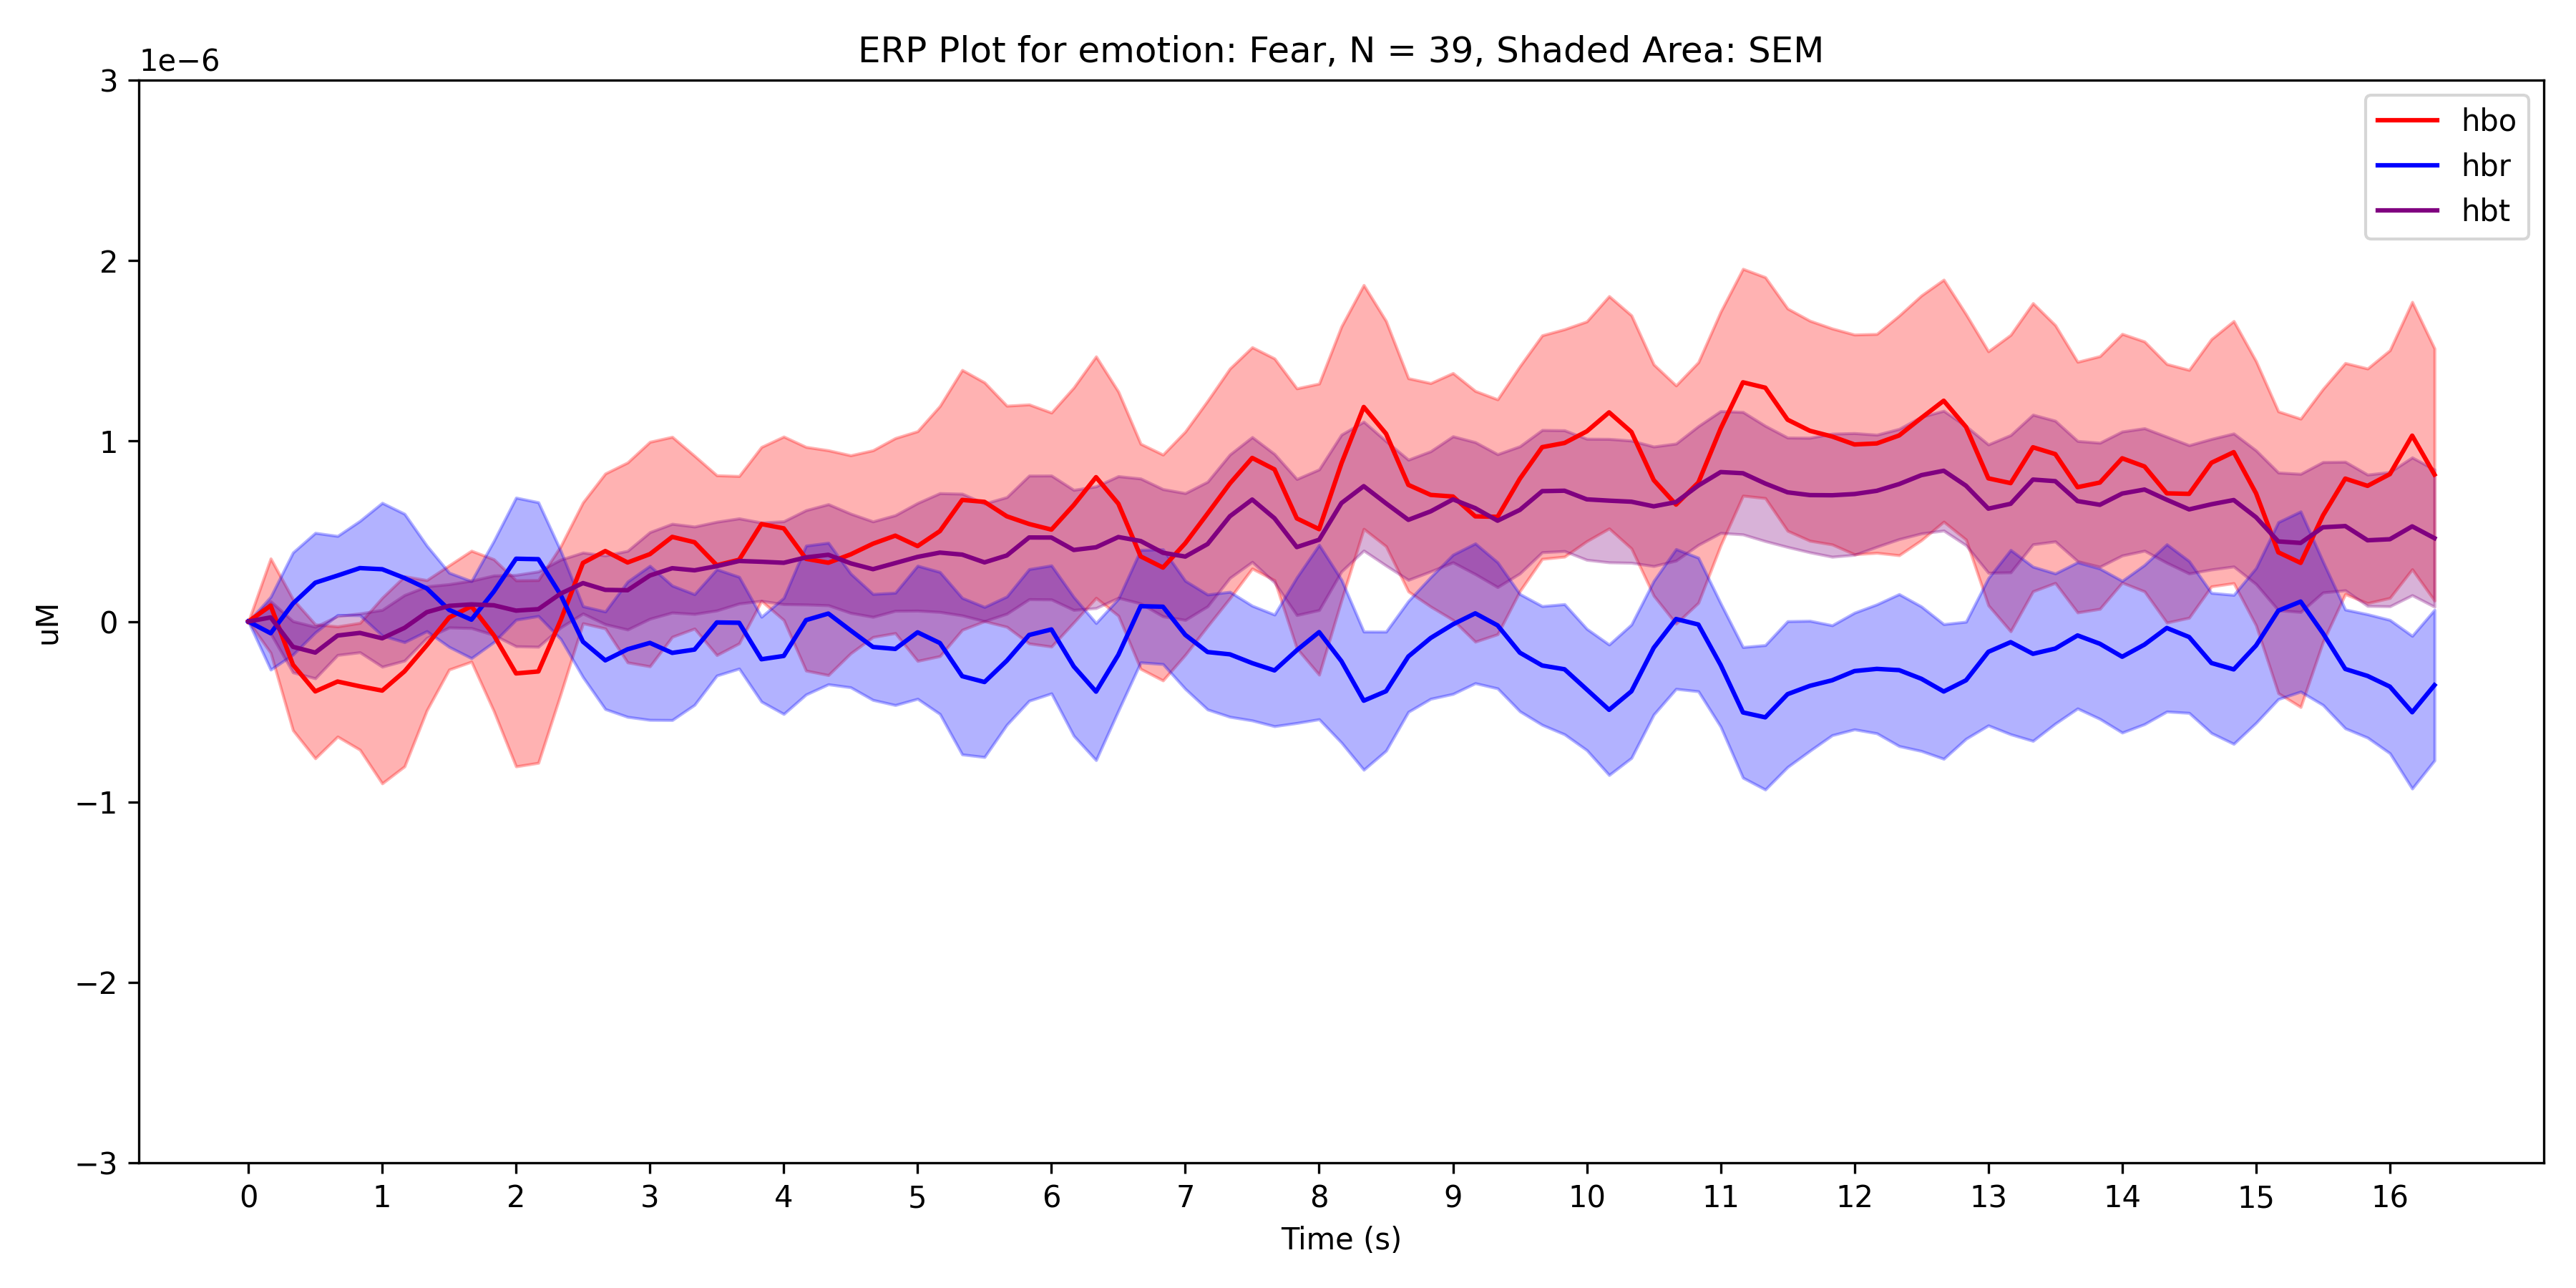 ERP Plot for emotion: Fear, N = 39, Shaded Area: SEM
1e−6
3
2
1
0
−1
−2
−3
uM
hbo
hbr
hbt
0 1 2 3 4 5 6 7 8 9 10 11 12 13 14 15 16
Time (s)